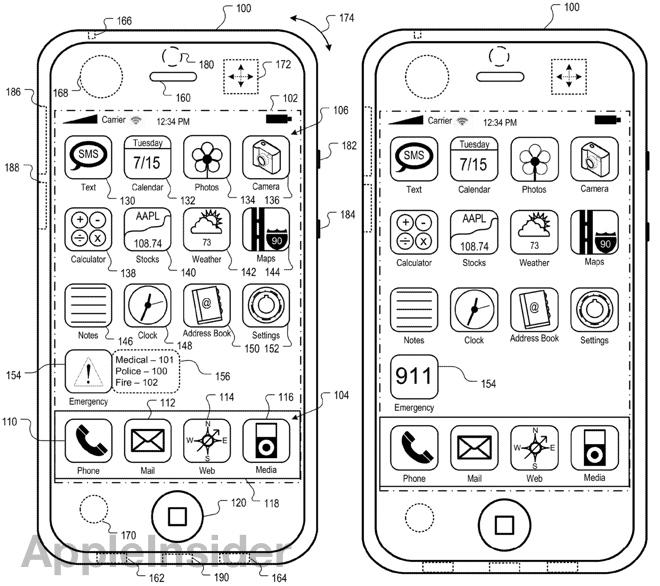 166
100
174
100
180
168
160
172
186
102
Carrier 12:34 PM
106
Carrier 12:34 PM
SMS
Tuesday
7/15
182
SMS
Tuesday
7/15
Text Calendar Photos Camera
Text Calendar Photos Camera
188
130 132 134 136
184
+ − ÷ x
AAPL
108.74
73
90
+ − ÷ x
AAPL
108.74
73
90
Calculator Stocks Weather Maps
Calculator Stocks Weather Maps
138 140 142 144
@
@
Notes Clock Address Book Settings
Notes Clock Address Book Settings
146 148 150 152
154
!
Medical – 101
Police – 100
Fire – 102
156
911
154
Emergency
Emergency
112 114 116 104
110
N
W E
S
N
W E
S
Phone Mail Web Media
Phone Mail Web Media
118
120
170
AppleInsider
162 190 164